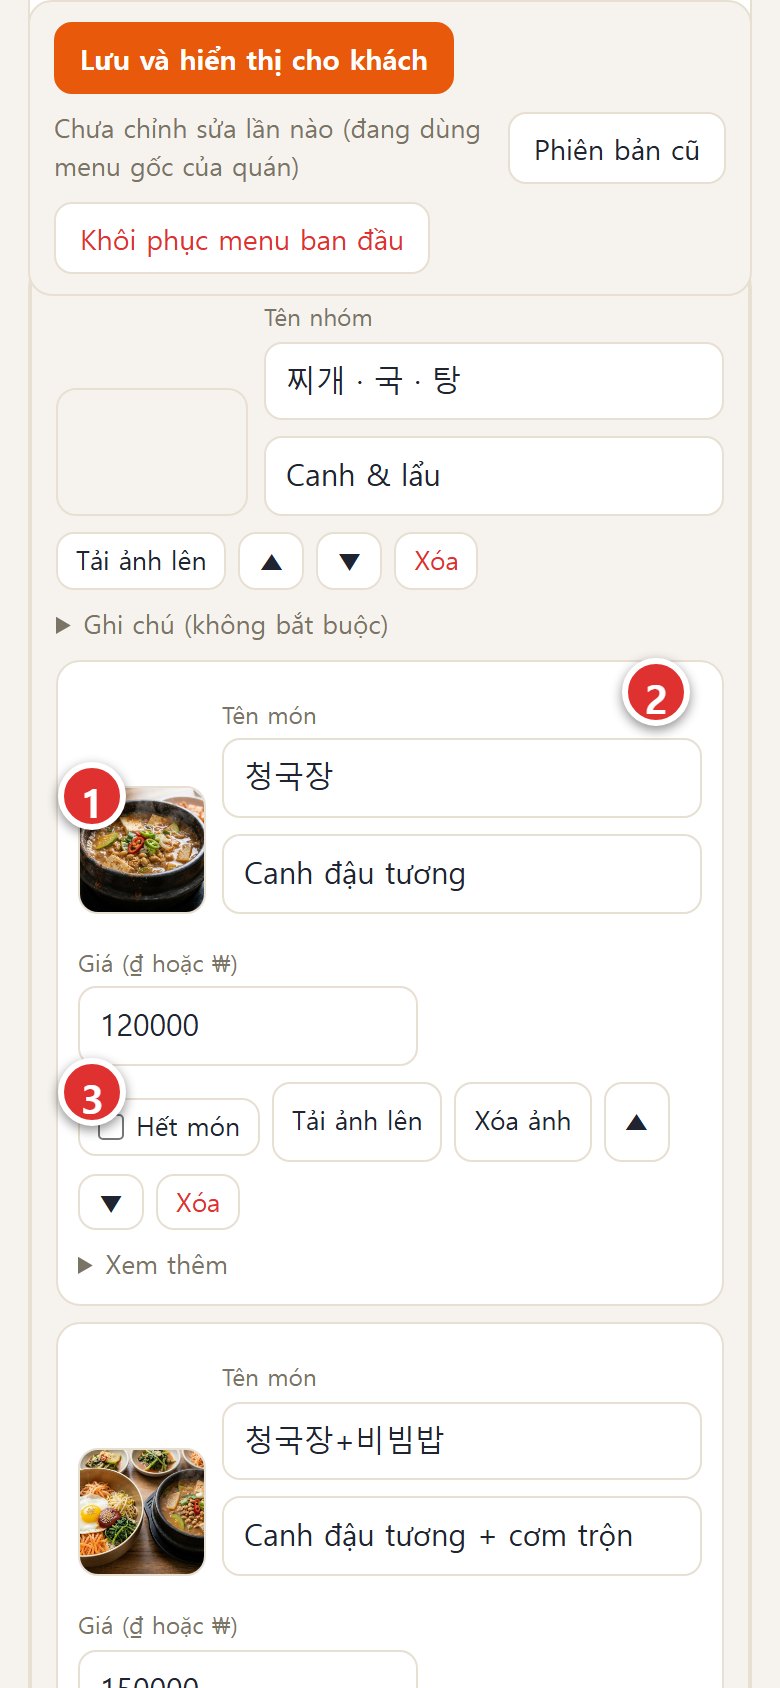 Lưu và hiển thị cho khách
Chưa chỉnh sửa lần nào (đang dùng
menu gốc của quán)
Phiên bản cũ
Khôi phục menu ban đầu
Tên nhóm
찌개 · 국 · 탕
Canh & lẩu
Tải ảnh lên
▲
▼
Xóa
▶ Ghi chú (không bắt buộc)
2
Tên món
청국장
1
Canh đậu tương
Giá (₫ hoặc ₩)
120000
3
Hết món
Tải ảnh lên
Xóa ảnh
▲
▼
Xóa
▶ Xem thêm
Tên món
청국장+비빔밥
Canh đậu tương + cơm trộn
Giá (₫ hoặc ₩)
150000